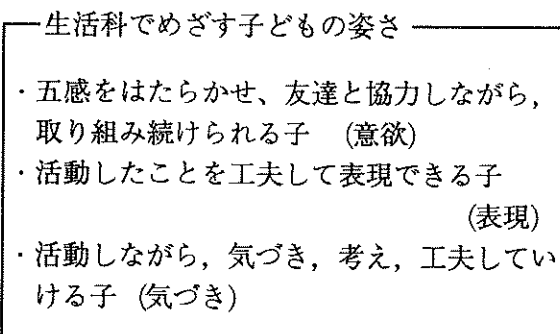 生活科でめざす子どもの姿さ
・五感をはたらかせ、友達と協力しながら，
取り組み続けられる子　(意欲)
・活動したことを工夫して表現できる子
(表現)
・活動しながら，気づき，考え，工夫してい
ける子 (気づき)